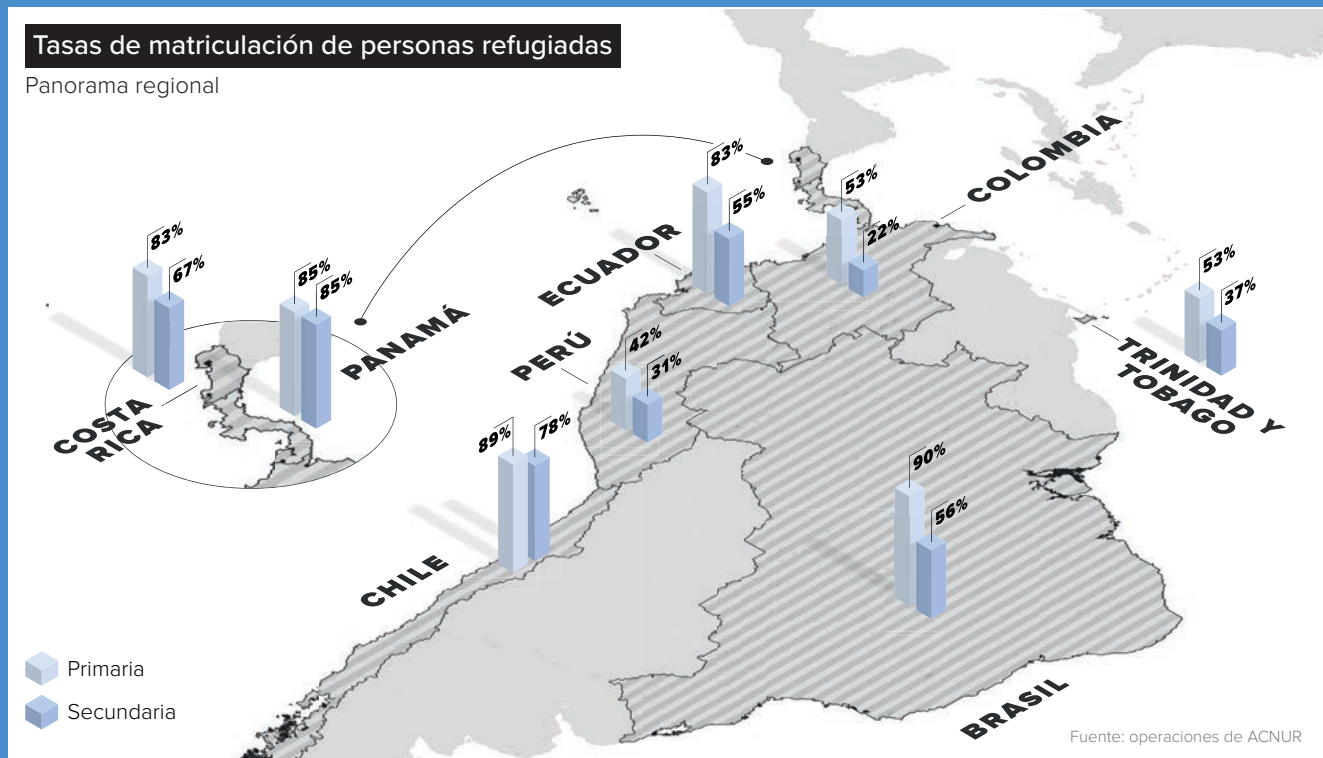 Tasas de matriculación de personas refugiadas
Panorama regional
83%
67%
COSTA
RICA
85%
85%
PANAMÁ
83%
55%
ECUADOR
53%
22%
COLOMBIA
42%
31%
PERÚ
53%
37%
TRINIDAD Y
TOBAGO
89%
78%
CHILE
90%
56%
BRASIL
Primaria
Secundaria
Fuente: operaciones de ACNUR